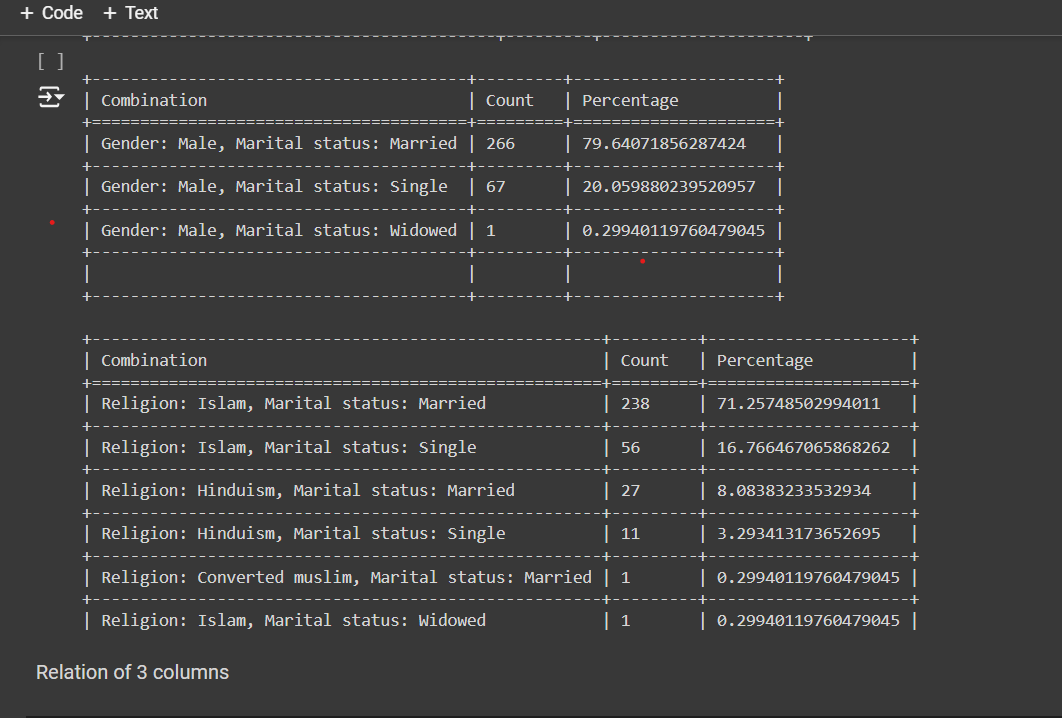 + Code + Text
[ ]
| Combination | Count | Percentage |
| Gender: Male, Marital status: Married | 266 | 79.64071856287424 |
| Gender: Male, Marital status: Single | 67 | 20.059880239520957 |
| Gender: Male, Marital status: Widowed | 1 | 0.29940119760479045 |
| Combination | Count | Percentage |
| Religion: Islam, Marital status: Married | 238 | 71.25748502994011 |
| Religion: Islam, Marital status: Single | 56 | 16.766467065868262 |
| Religion: Hinduism, Marital status: Married | 27 | 8.08383233532934 |
| Religion: Hinduism, Marital status: Single | 11 | 3.293413173652695 |
| Religion: Converted muslim, Marital status: Married | 1 | 0.29940119760479045 |
| Religion: Islam, Marital status: Widowed | 1 | 0.29940119760479045 |
Relation of 3 columns